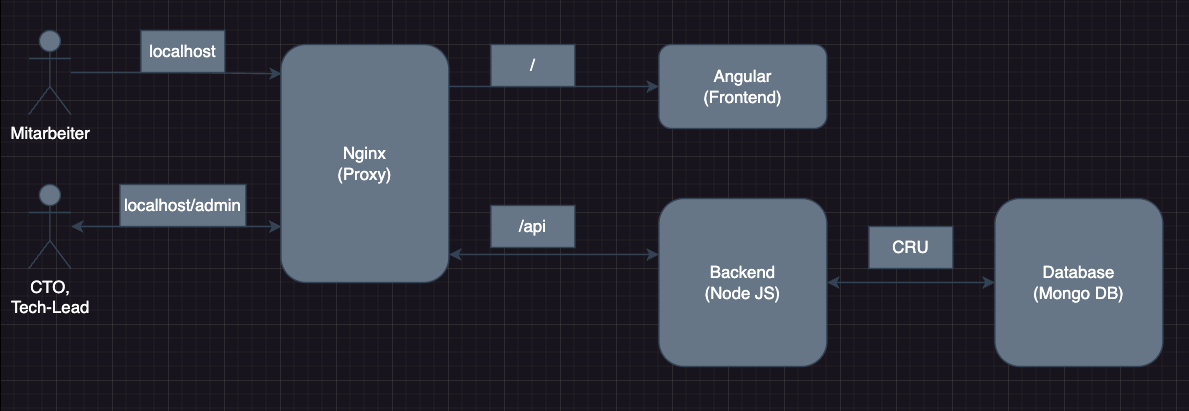 localhost
Mitarbeiter
localhost/admin
CTO,
Tech-Lead
Nginx
(Proxy)
/
Angular
(Frontend)
/api
Backend
(Node JS)
CRU
Database
(Mongo DB)